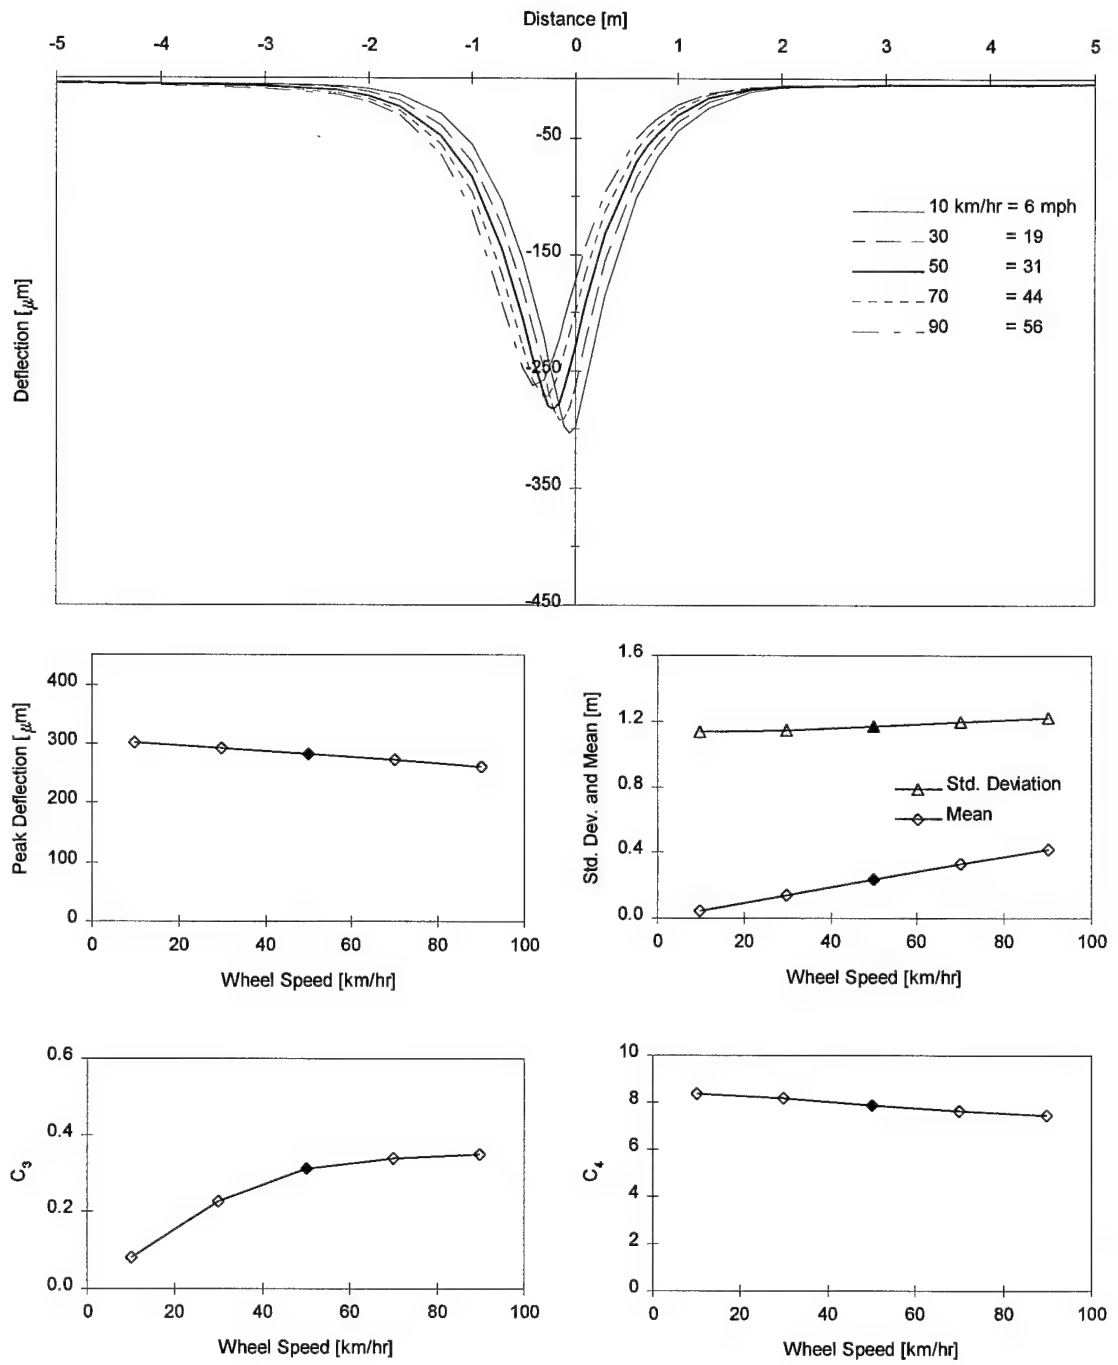 Distance [m]
-5 -4 -3 -2 -1 0 1 2 3 4 5
-50
10 km/hr = 6 mph
30 = 19
-150
50 = 31
Deflection [μm]
70 = 44
90 = 56
-250
-350
-450
400
300
200
100
0
Peak Deflection [μm]
0 20 40 60 80 100
Wheel Speed [km/hr]
1.6
1.2
0.8
0.4
0.0
Std. Dev. and Mean [m]
Std. Deviation
Mean
0 20 40 60 80 100
Wheel Speed [km/hr]
0.6
0.4
0.2
0.0
C₃
0 20 40 60 80 100
Wheel Speed [km/hr]
10
8
6
4
2
0
C₄
0 20 40 60 80 100
Wheel Speed [km/hr]